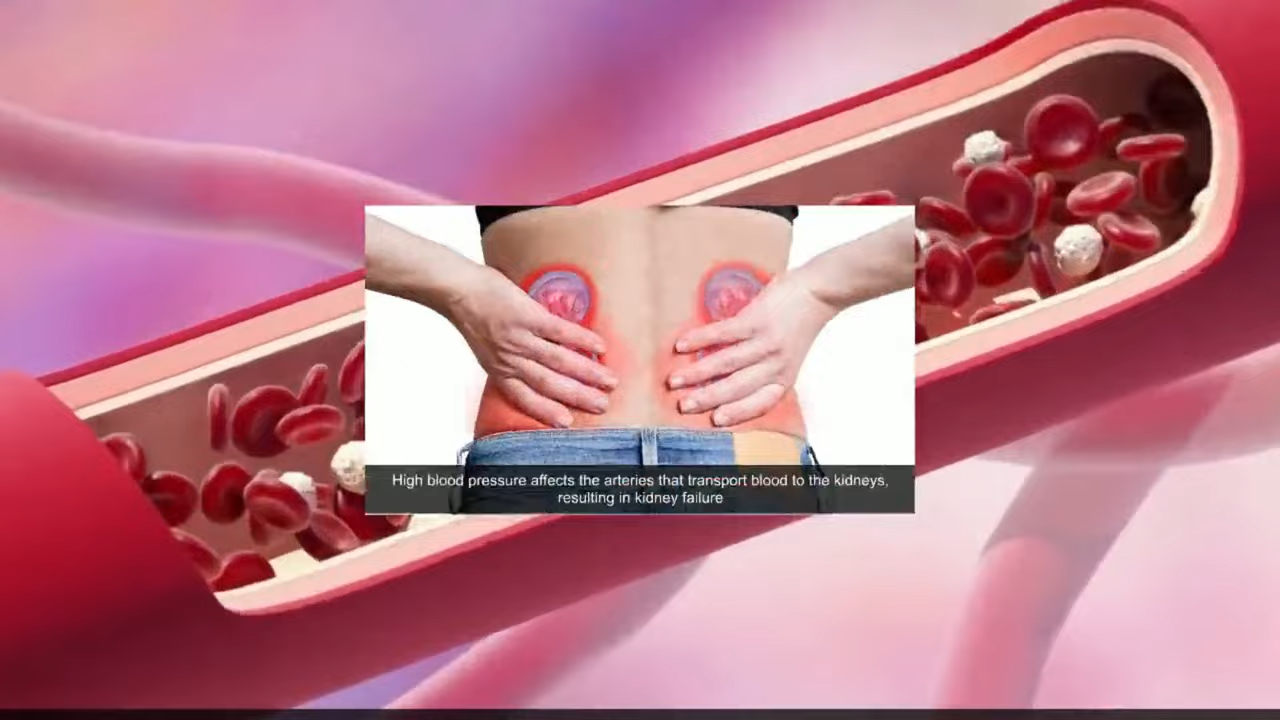 High blood pressure affects the arteries that transport blood to the kidneys,
resulting in kidney failure